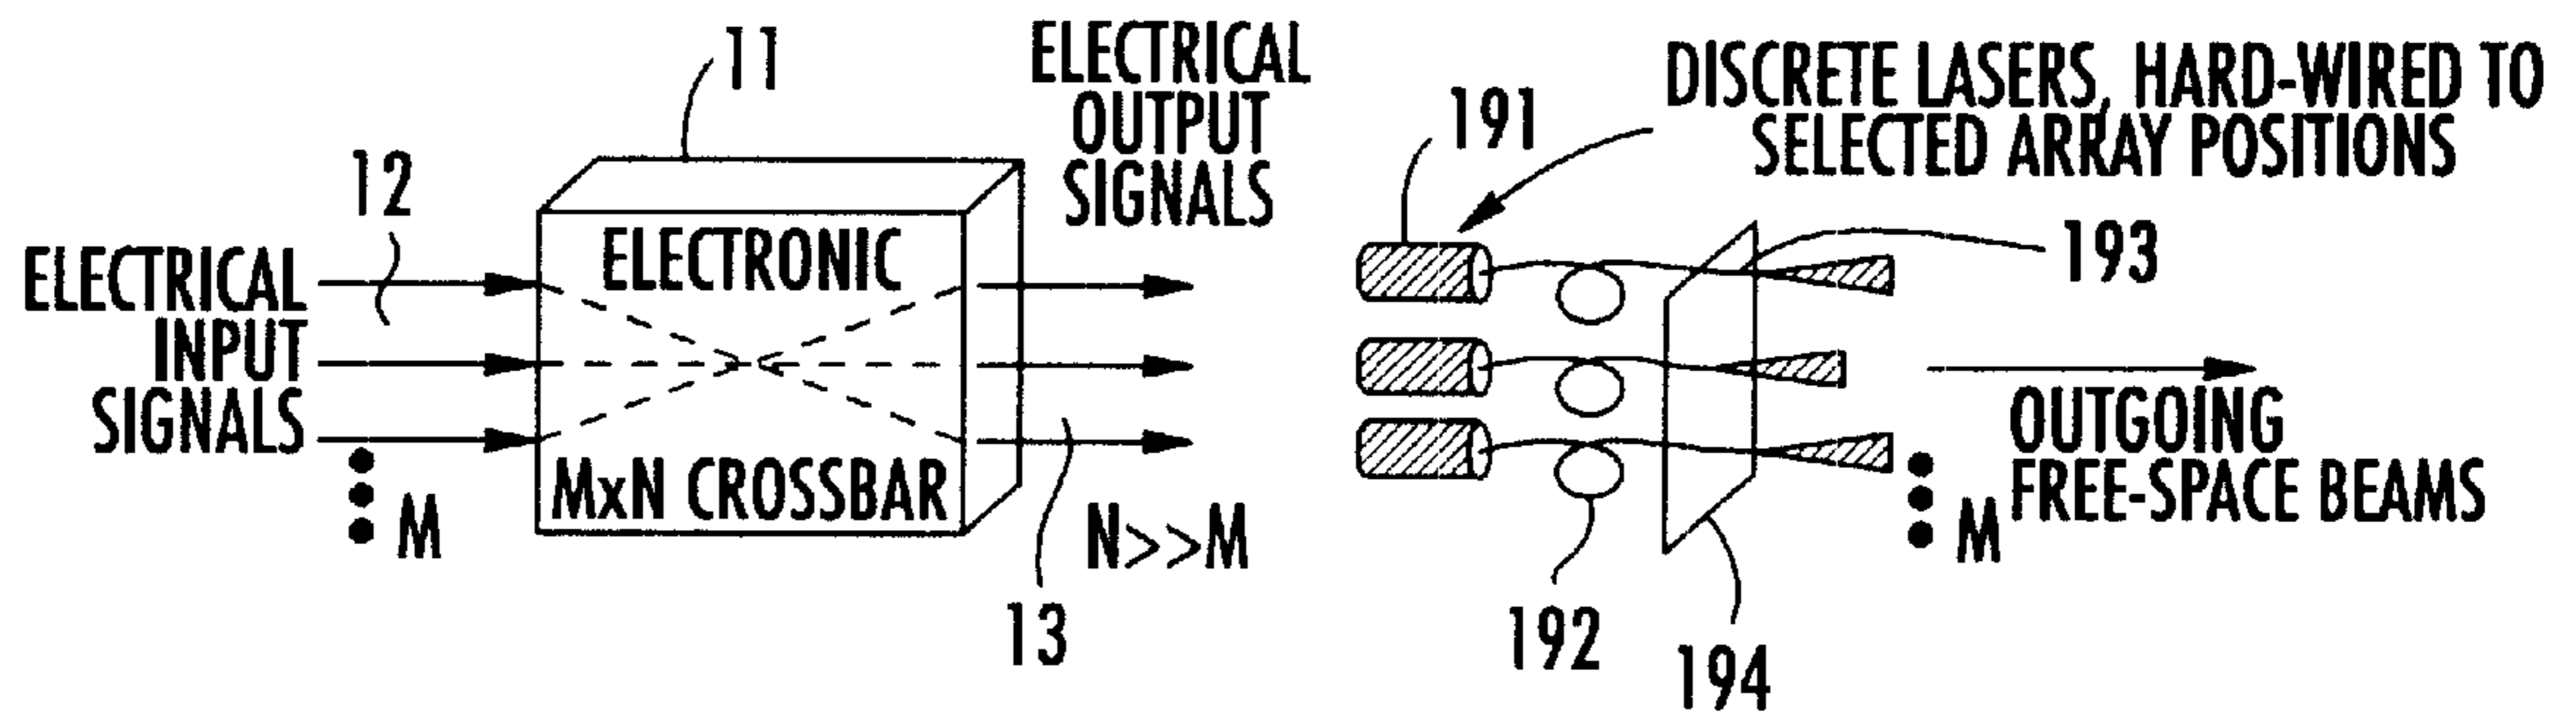 11
12
ELECTRICAL
INPUT
SIGNALS
M
ELECTRONIC
MxN CROSSBAR
ELECTRICAL
OUTPUT
SIGNALS
13
N>>M
191
DISCRETE LASERS, HARD-WIRED TO
SELECTED ARRAY POSITIONS
193
192
194
M
OUTGOING
FREE-SPACE BEAMS